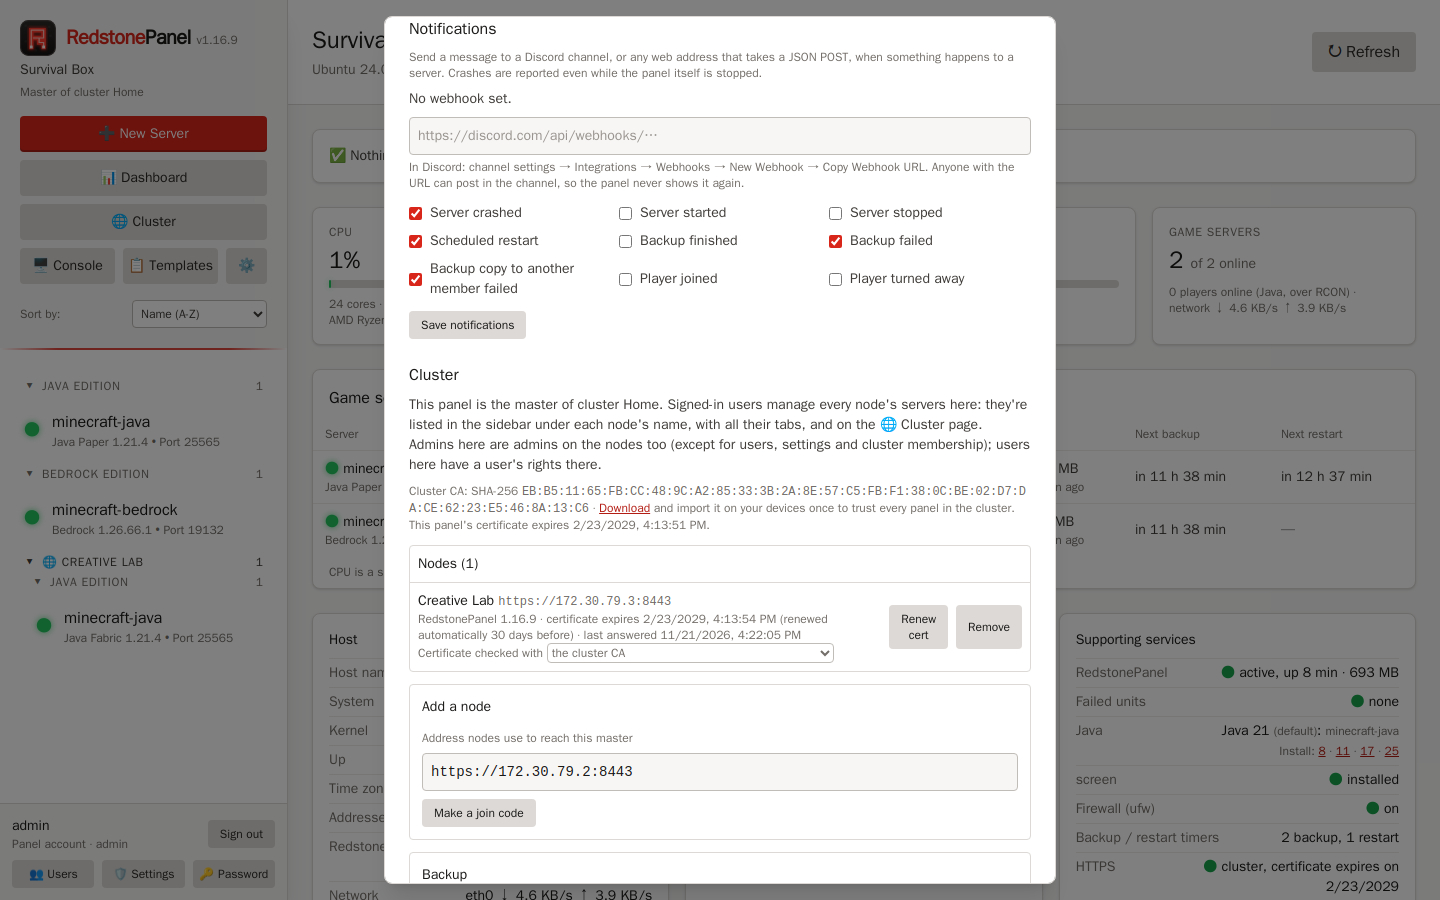 RedstonePanel v1.16.9
Survival Box
Master of cluster Home
➕ New Server
📊 Dashboard
🌐 Cluster
🖥️ Console
📋 Templates
⚙️
Sort by:
Name (A-Z)
▼ JAVA EDITION 1
minecraft-java
Java Paper 1.21.4 • Port 25565
▼ BEDROCK EDITION 1
minecraft-bedrock
Bedrock 1.26.66.1 • Port 19132
▼ 🌐 CREATIVE LAB 1
▼ JAVA EDITION 1
minecraft-java
Java Fabric 1.21.4 • Port 25565
admin
Panel account · admin
Sign out
👥 Users
🛡️ Settings
🔑 Password
Ubuntu 24.
↻ Refresh
CPU
1%
24 cores ·
AMD Ryze
GAME SERVERS
2 of 2 online
0 players online (Java, over RCON) ·
network ↓ 4.6 KB/s ↑ 3.9 KB/s
Server
Next backup
Next restart
Java Paper
in 11 h 38 min
in 12 h 37 min
MB
n ago
Bedrock 1.2
in 11 h 38 min
—
MB
n ago
CPU is a s
Host
System
Kernel
Up
Network
eth0 ↓ 4.6 KB/s ↑ 3.9 KB/s
Supporting services
RedstonePanel active, up 8 min · 693 MB
Failed units none
Java Java 21 (default): minecraft-java
Install: 8 · 11 · 17 · 25
screen installed
Firewall (ufw) on
Backup / restart timers 2 backup, 1 restart
HTTPS cluster, certificate expires on
2/23/2029
Notifications
Send a message to a Discord channel, or any web address that takes a JSON POST, when something happens to a
server. Crashes are reported even while the panel itself is stopped.
No webhook set.
https://discord.com/api/webhooks/…
In Discord: channel settings → Integrations → Webhooks → New Webhook → Copy Webhook URL. Anyone with the
URL can post in the channel, so the panel never shows it again.
Server crashed
Server started
Server stopped
Scheduled restart
Backup finished
Backup failed
Backup copy to another
member failed
Player joined
Player turned away
Save notifications
Cluster
This panel is the master of cluster Home. Signed-in users manage every node's servers here: they're
listed in the sidebar under each node's name, with all their tabs, and on the 🌐 Cluster page.
Admins here are admins on the nodes too (except for users, settings and cluster membership); users
here have a user's rights there.
Cluster CA: SHA-256 EB:B5:11:65:FB:CC:48:9C:A2:85:33:3B:2A:8E:57:C5:FB:F1:38:0C:BE:02:D7:D
A:CE:62:23:E5:46:8A:13:C6 · Download and import it on your devices once to trust every panel in the cluster.
This panel's certificate expires 2/23/2029, 4:13:51 PM.
Nodes (1)
Creative Lab https://172.30.79.3:8443
RedstonePanel 1.16.9 · certificate expires 2/23/2029, 4:13:54 PM (renewed
automatically 30 days before) · last answered 11/21/2026, 4:22:05 PM
Certificate checked with the cluster CA
Renew
cert
Remove
Add a node
Address nodes use to reach this master
https://172.30.79.2:8443
Make a join code
Backup